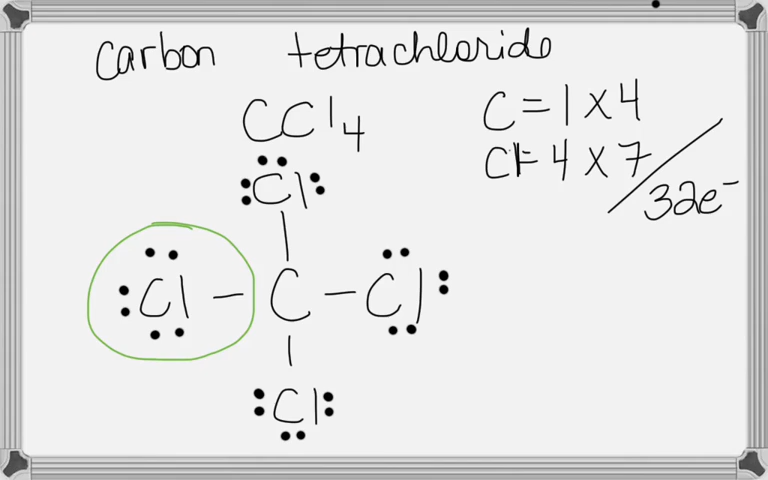 carbon tetrachloride
CCl4
C = 1 x 4
Cl = 4 x 7
32e⁻
Cl
Cl - C - Cl
Cl